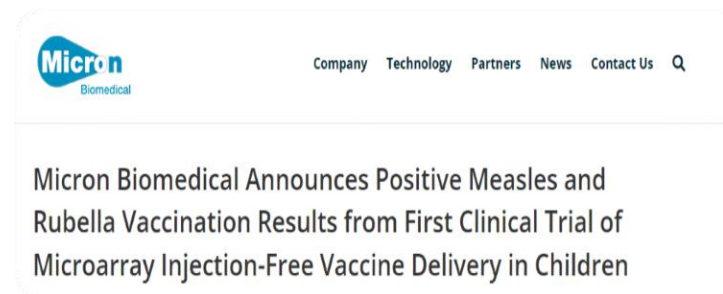 Micron
Biomedical
Company Technology Partners News Contact Us
Micron Biomedical Announces Positive Measles and
Rubella Vaccination Results from First Clinical Trial of
Microarray Injection-Free Vaccine Delivery in Children